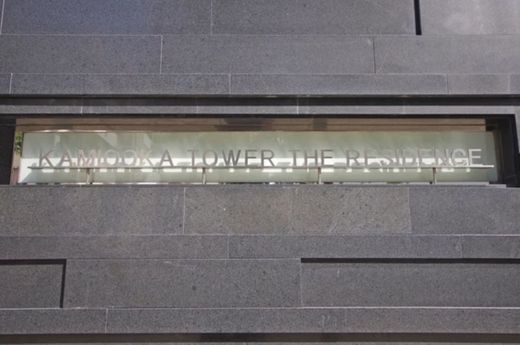 KAMIOOKA TOWER THE RESIDENCE